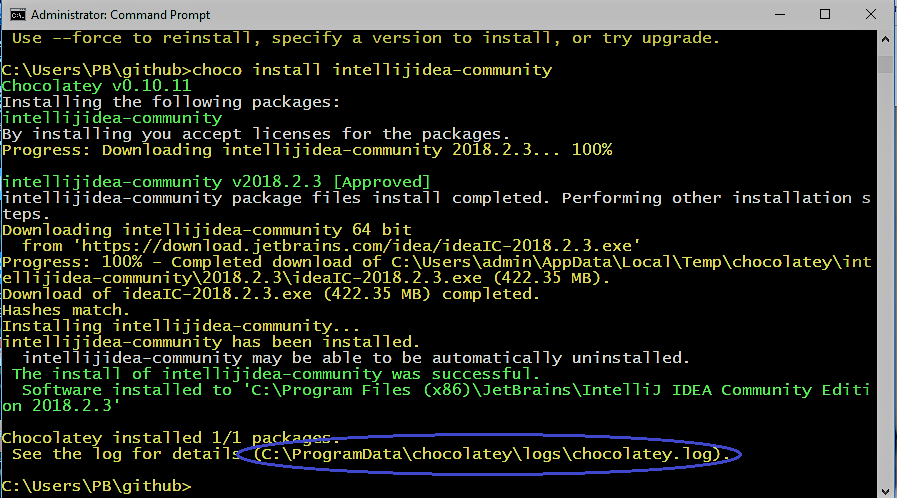 Administrator: Command Prompt
Use --force to reinstall, specify a version to install, or try upgrade.
C:\Users\PB\github>choco install intellijidea-community
Chocolatey v0.10.11
Installing the following packages:
intellijidea-community
By installing you accept licenses for the packages.
Progress: Downloading intellijidea-community 2018.2.3... 100%
intellijidea-community v2018.2.3 [Approved]
intellijidea-community package files install completed. Performing other installation s
teps.
Downloading intellijidea-community 64 bit
from 'https://download.jetbrains.com/idea/ideaIC-2018.2.3.exe'
Progress: 100% - Completed download of C:\Users\admin\AppData\Local\Temp\chocolatey\int
ellijidea-community\2018.2.3\ideaIC-2018.2.3.exe (422.35 MB).
Download of ideaIC-2018.2.3.exe (422.35 MB) completed.
Hashes match.
Installing intellijidea-community...
intellijidea-community has been installed.
intellijidea-community may be able to be automatically uninstalled.
The install of intellijidea-community was successful.
Software installed to 'C:\Program Files (x86)\JetBrains\IntelliJ IDEA Community Editi
on 2018.2.3'
Chocolatey installed 1/1 packages.
See the log for details (C:\ProgramData\chocolatey\logs\chocolatey.log).
C:\Users\PB\github>